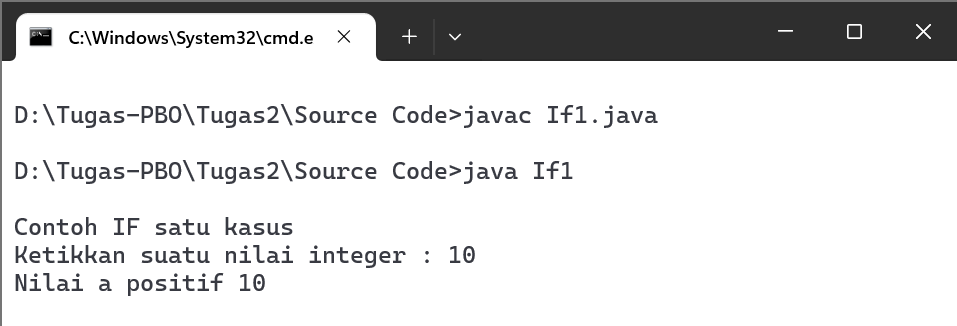 C:\Windows\System32\cmd.e
D:\Tugas-PBO\Tugas2\Source Code>javac If1.java
D:\Tugas-PBO\Tugas2\Source Code>java If1
Contoh IF satu kasus
Ketikkan suatu nilai integer : 10
Nilai a positif 10